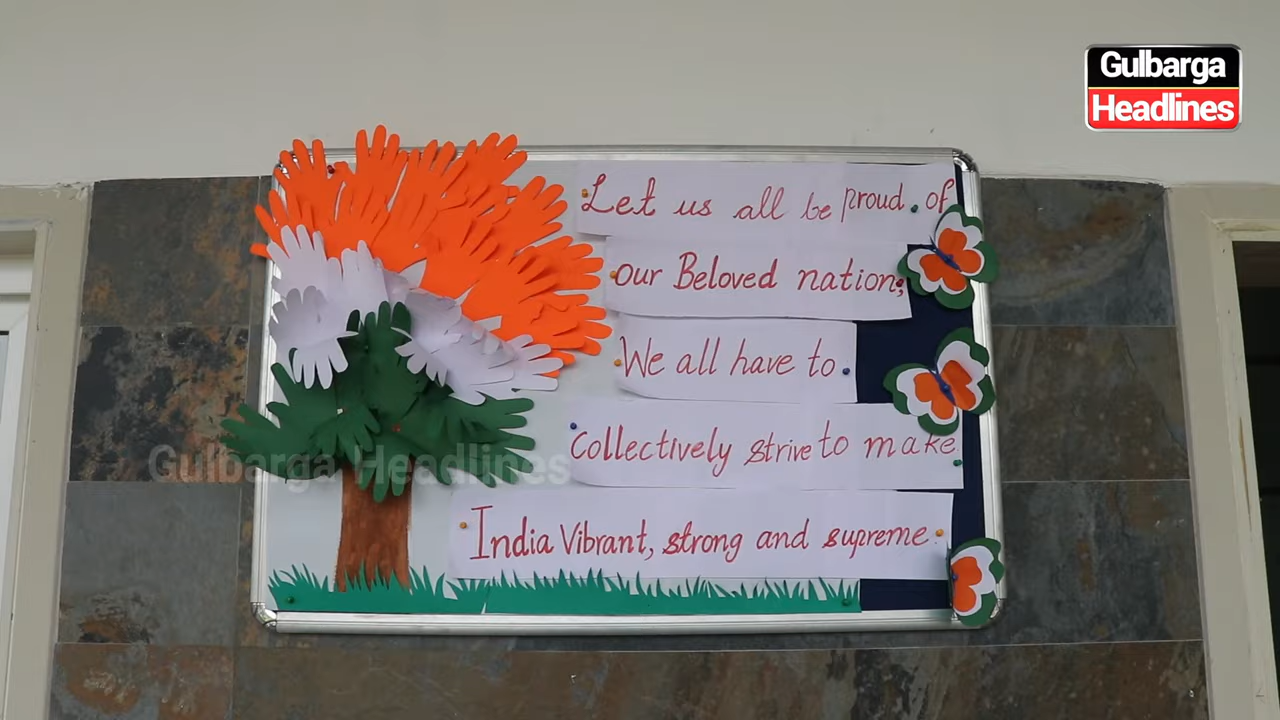 Gulbarga
Headlines
Let us all be proud of
our Beloved nation,
We all have to
Collectively strive to make
Gulbarga Headlines
India Vibrant, strong and supreme.